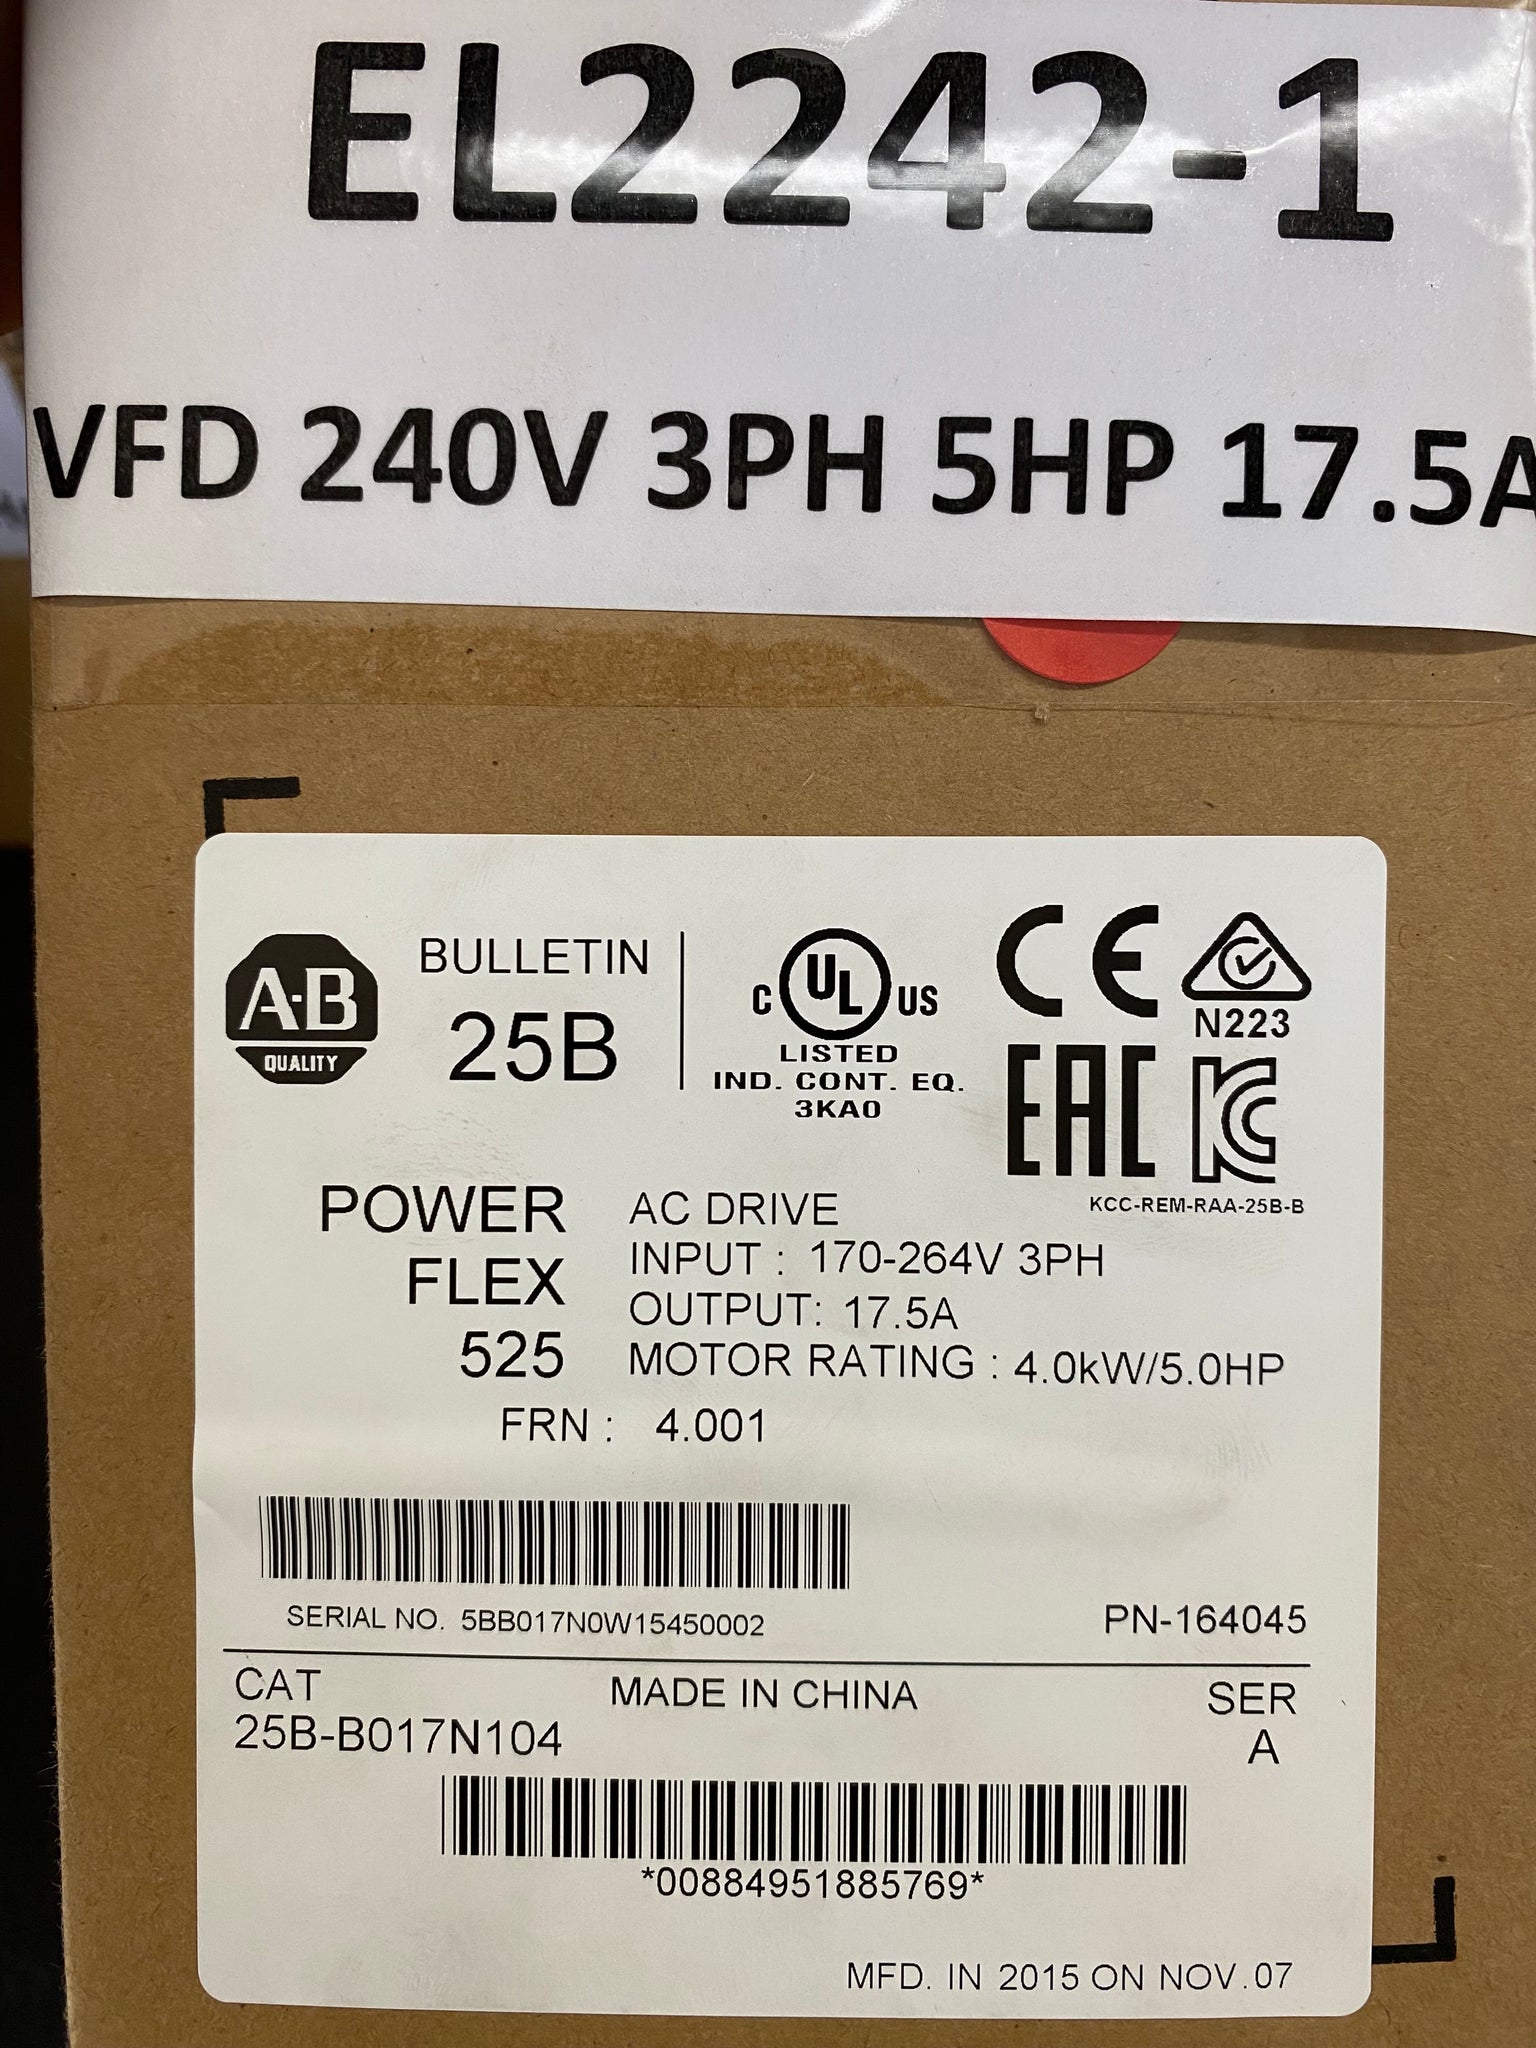 EL2242-1
VFD 240V 3PH 5HP 17.5A
A-B
QUALITY
BULLETIN
25B
C UL US
LISTED
IND. CONT. EQ.
3KA0
CE
N223
EAC
KC
KCC-REM-RAA-25B-B
POWER
FLEX
525
AC DRIVE
INPUT : 170-264V 3PH
OUTPUT: 17.5A
MOTOR RATING : 4.0kW/5.0HP
FRN : 4.001
SERIAL NO. 5BB017N0W15450002
PN-164045
CAT
25B-B017N104
MADE IN CHINA
SER
A
*00884951885769*
MFD. IN 2015 ON NOV.07